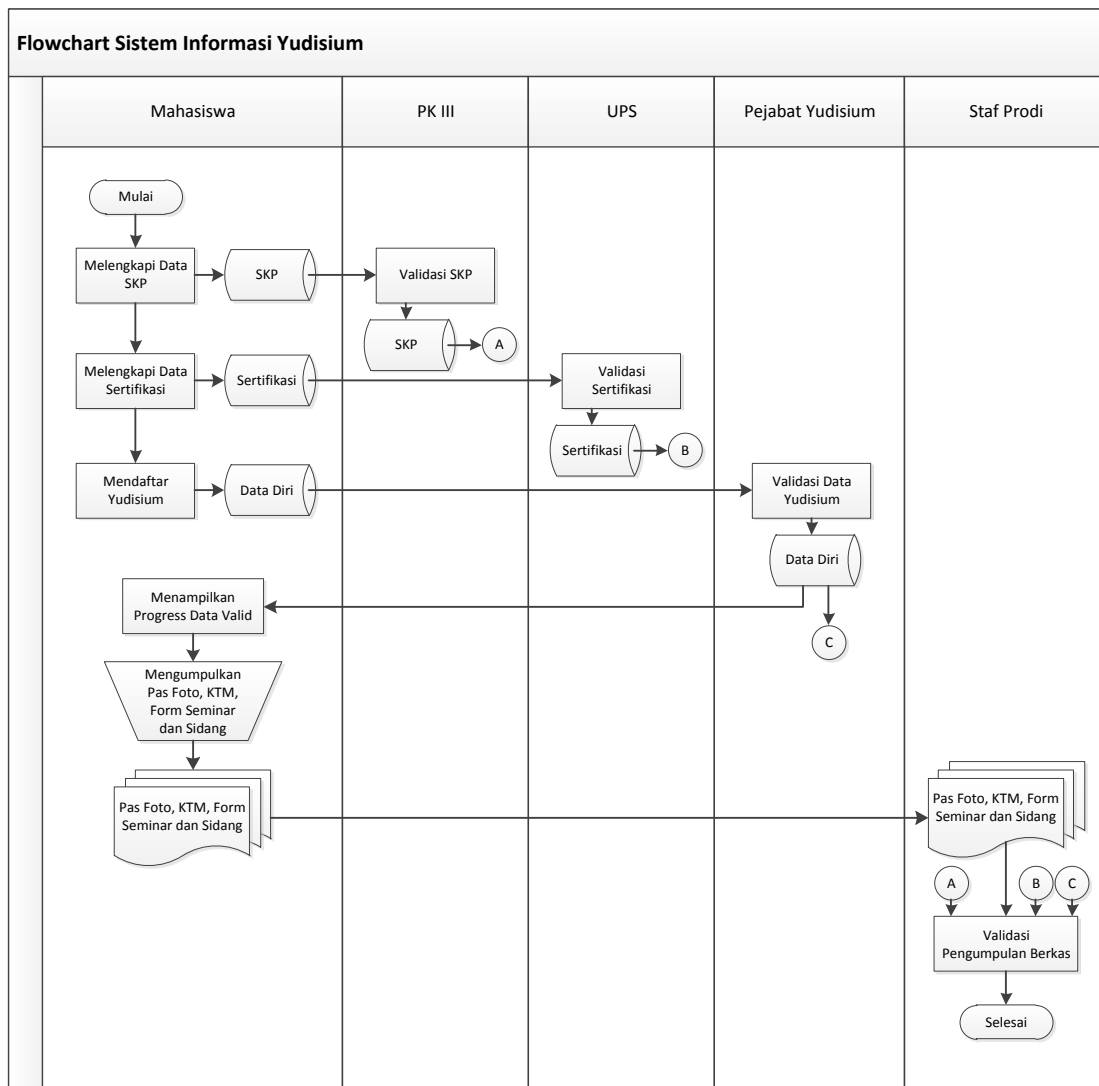 Flowchart Sistem Informasi Yudisium
Mahasiswa
PK III
UPS
Pejabat Yudisium
Staf Prodi
Mulai
Melengkapi Data
SKP
SKP
Validasi SKP
SKP
A
Melengkapi Data
Sertifikasi
Sertifikasi
Validasi
Sertifikasi
Sertifikasi
B
Mendaftar
Yudisium
Data Diri
Validasi Data
Yudisium
Data Diri
C
Menampilkan
Progress Data Valid
Mengumpulkan
Pas Foto, KTM,
Form Seminar
dan Sidang
Pas Foto, KTM, Form
Seminar dan Sidang
Pas Foto, KTM, Form
Seminar dan Sidang
A
B
C
Validasi
Pengumpulan Berkas
Selesai